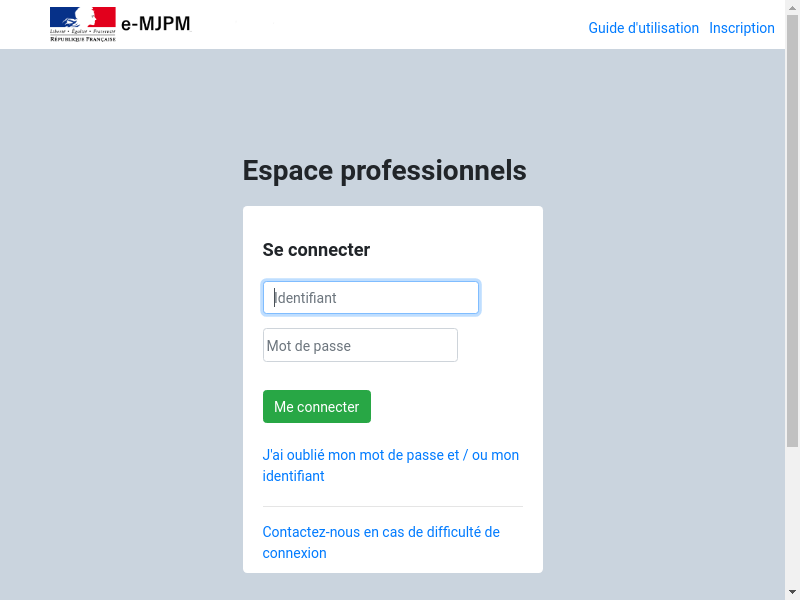 e-MJPM
Liberté • Égalité • Fraternité
RÉPUBLIQUE FRANÇAISE
Guide d'utilisation Inscription
Espace professionnels
Se connecter
Identifiant
Mot de passe
Me connecter
J'ai oublié mon mot de passe et / ou mon
identifiant
Contactez-nous en cas de difficulté de
connexion